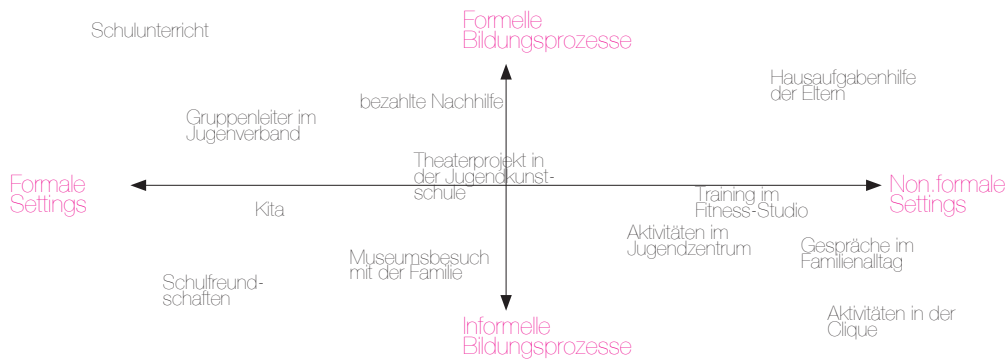 Schulunterricht
Formelle
Bildungsprozesse
Hausaufgabenhilfe
der Eltern
bezahlte Nachhilfe
Gruppenleiter im
Jugenverband
Theaterprojekt in
der Jugendkunst-
schule
Formale
Settings
Non.formale
Settings
Kita
Training im
Fitness-Studio
Aktivitäten im
Jugendzentrum
Gespräche im
Familienalltag
Museumsbesuch
mit der Familie
Schulfreund-
schaften
Aktivitäten in der
Clique
Informelle
Bildungsprozesse